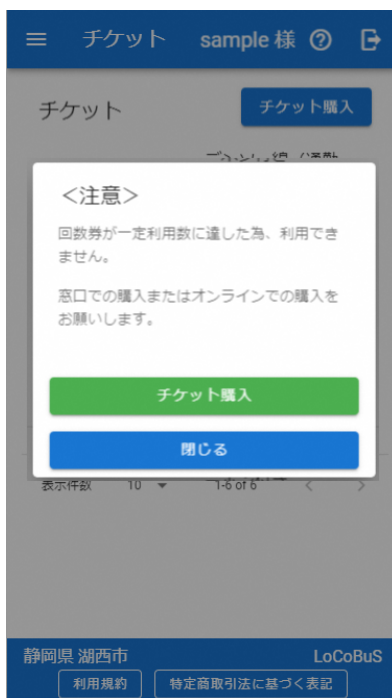 チケット sample 様
チケット チケット購入
<注意>
回数券が一定利用数に達した為、利用でき
ません。
窓口での購入またはオンラインでの購入を
お願いします。
チケット購入
閉じる
表示件数 10 1-6 of 6
静岡県 湖西市 LoCoBuS
利用規約 特定商取引法に基づく表記